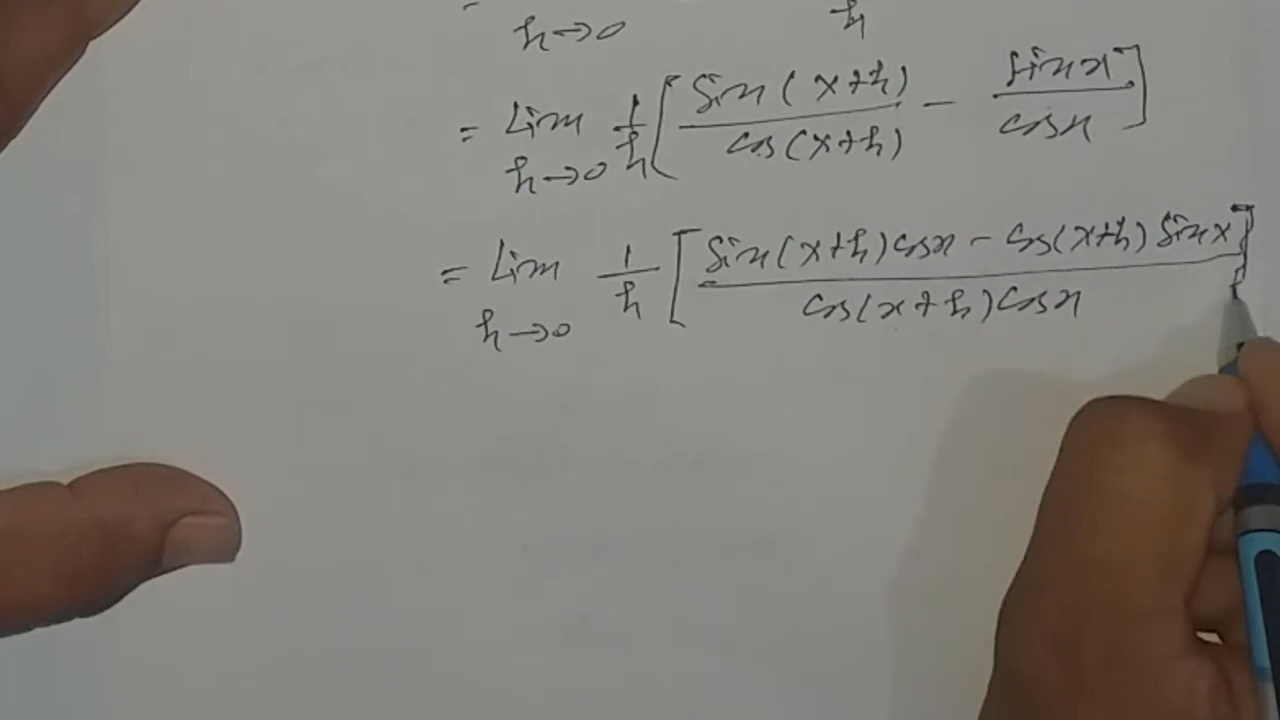 = h→0 h
= Lim h→0 1/h [ sin(x+h)/cos(x+h) - sinx/cosx ]
= Lim h→0 1/h [ sin(x+h)cosx - cos(x+h) sinx / cos(x+h)cosx ]